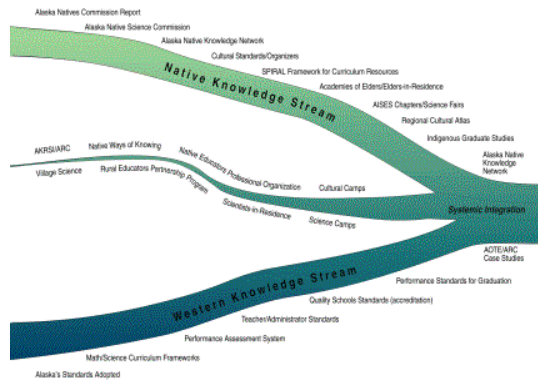 Alaska Natives Commission Report
Alaska Native Science Commission
Alaska Native Knowledge Network
Cultural Standards/Organizers
SPIRAL Framework for Curriculum Resources
Academies of Elders/Elders-in-Residence
AISES Chapters/Science Fairs
Regional Cultural Atlas
Indigenous Graduate Studies
Alaska Native
Knowledge
Network
Native Knowledge Stream
AKRSI/ARC
Native Ways of Knowing
Native Educators Professional Organization
Cultural Camps
Village Science
Rural Educators Partnership Program
Scientists-in-Residence
Science Camps
Systemic Integration
AOTE/ARC
Case Studies
Performance Standards for Graduation
Quality Schools Standards (accreditation)
Western Knowledge Stream
Teacher/Administrator Standards
Performance Assessment System
Math/Science Curriculum Frameworks
Alaska's Standards Adopted